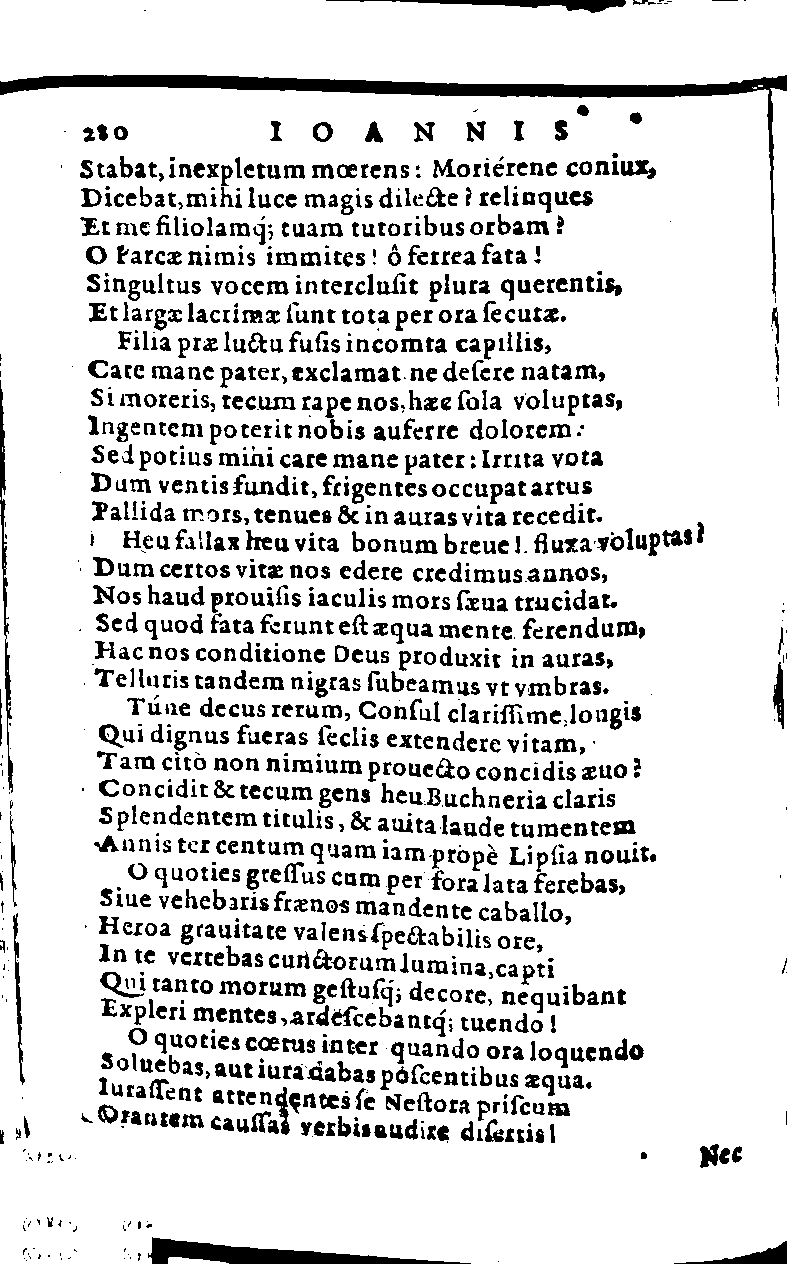 280 IOANNIS
Stabat, inexpletum mœrens: Moriérene coniux,
Dicebat, mihi luce magis dilecte? relinques
Et me filiolamq́; tuam tutoribus orbam?
O Parcæ nimis immites! ô ferrea fata!
Singultus vocem intercluſit plura querentis,
Et largæ lacrimæ ſunt tota per ora ſecutæ.
Filia præ luctu fuſis incomta capillis,
Care mane pater, exclamat ne deſere natam,
Si moreris, tecum rape nos, hæc ſola voluptas,
Ingentem poterit nobis auferre dolorem:
Sed potius mihi care mane pater: Irrita vota
Dum ventis fundit, frigentes occupat artus
Pallida mors, tenues & in auras vita recedit.
Heu fallax heu vita bonum breue! fluxa voluptas?
Dum certos vitæ nos edere credimus annos,
Nos haud prouiſis iaculis mors ſæua trucidat.
Sed quod fata ferunt eſt æqua mente ferendum,
Hac nos conditione Deus produxit in auras,
Telluris tandem nigras ſubeamus vt vmbras.
Túne decus rerum, Conſul clariſſime, longis
Qui dignus fueras ſeclis extendere vitam,
Tam citò non nimium prouecto concidis æuo?
Concidit & tecum gens heu Buchneria claris
Splendentem titulis, & auita laude tumentem
Annis ter centum quam iam propè Lipſia nouit.
O quoties greſſus cum per fora lata ferebas,
Siue veheb​aris frænos mandente caballo,
Heroa grauitate valens ſpectabilis ore,
In te vertebas cunctorum lumina, capti
Qui tanto morum geſtuſq́; decore, nequibant
Expleri mentes, ardeſcebantq́; tuendo!
O quoties cœtus inter quando ora loquendo
Soluebas, aut iura dabas poſcentibus æqua.
Iuraſſent attendentes ſe Neſtora priſcum
Orantem cauſſas verbis audire diſertis!
Nec